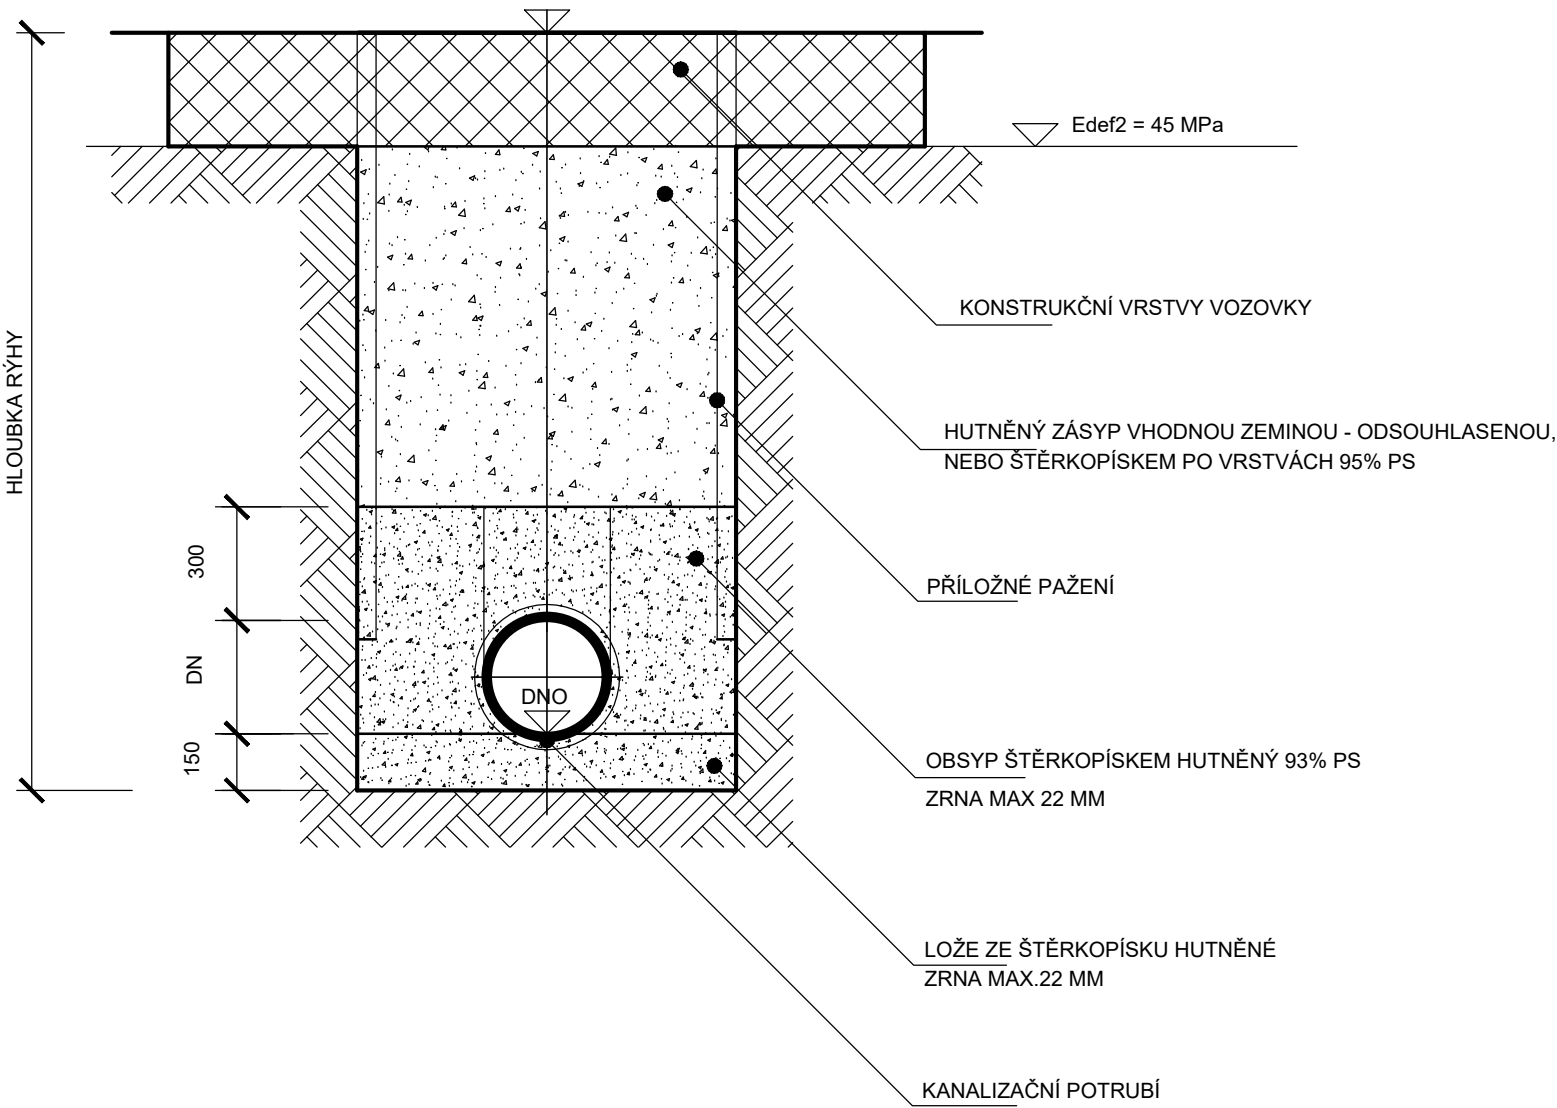 Edef2 = 45 MPa
KONSTRUKČNÍ VRSTVY VOZOVKY
HLOUBKA RÝHY
HUTNĚNÝ ZÁSYP VHODNOU ZEMINOU - ODSOUHLASENOU,
NEBO ŠTĚRKOPÍSKEM PO VRSTVÁCH 95% PS
300
PŘÍLOŽNÉ PAŽENÍ
DN
DNO
150
OBSYP ŠTĚRKOPÍSKEM HUTNĚNÝ 93% PS
ZRNA MAX 22 MM
LOŽE ZE ŠTĚRKOPÍSKU HUTNĚNÉ
ZRNA MAX.22 MM
KANALIZAČNÍ POTRUBÍ